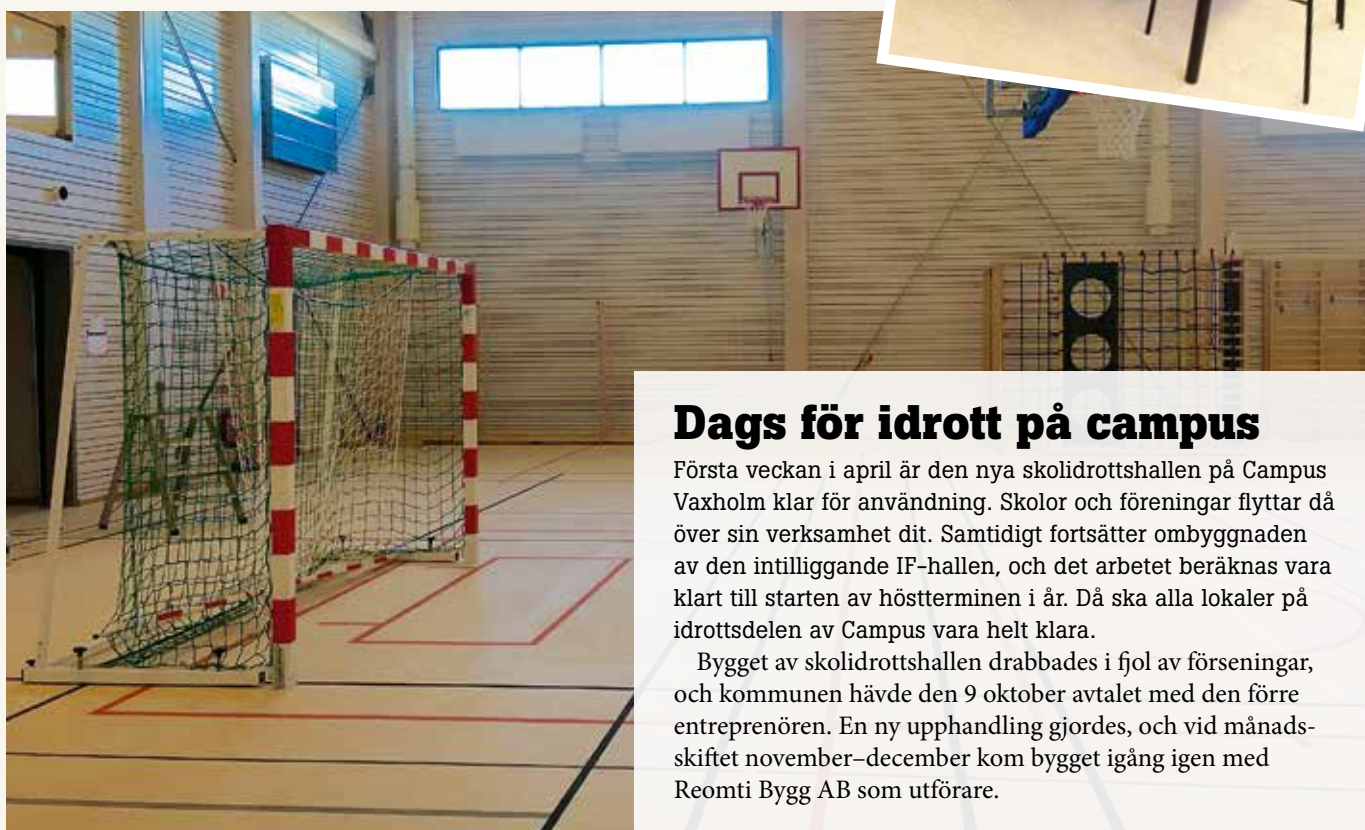 Dags för idrott på campus
Första veckan i april är den nya skolidrottshallen på Campus
Vaxholm klar för användning. Skolor och föreningar flyttar då
över sin verksamhet dit. Samtidigt fortsätter ombyggnaden
av den intilliggande IF-hallen, och det arbetet beräknas vara
klart till starten av höstterminen i år. Då ska alla lokaler på
idrottsdelen av Campus vara helt klara.
Bygget av skolidrottshallen drabbades i fjol av förseningar,
och kommunen hävde den 9 oktober avtalet med den förre
entreprenören. En ny upphandling gjordes, och vid månads-
skiftet november–december kom bygget igång igen med
Reomti Bygg AB som utförare.